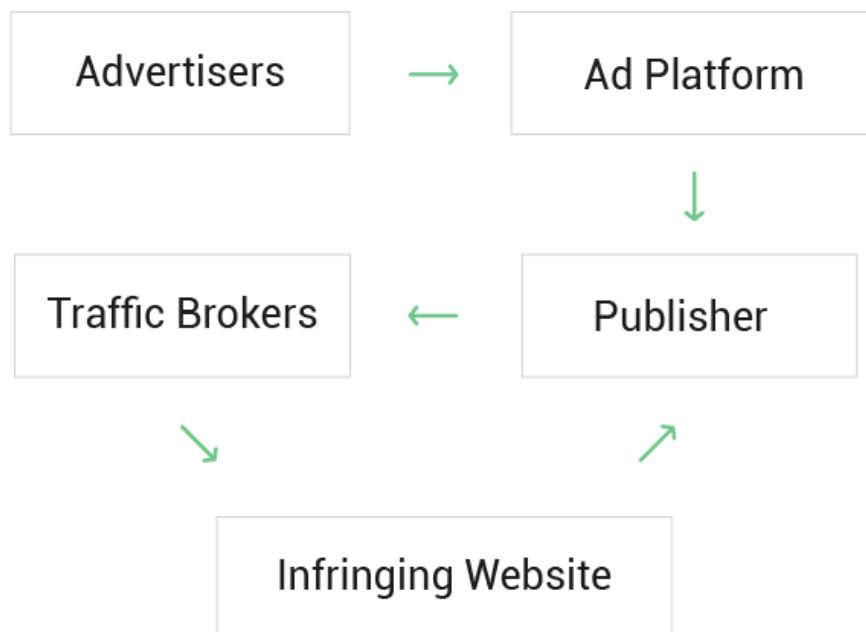 Advertisers
Ad Platform
Traffic Brokers
Publisher
Infringing Website